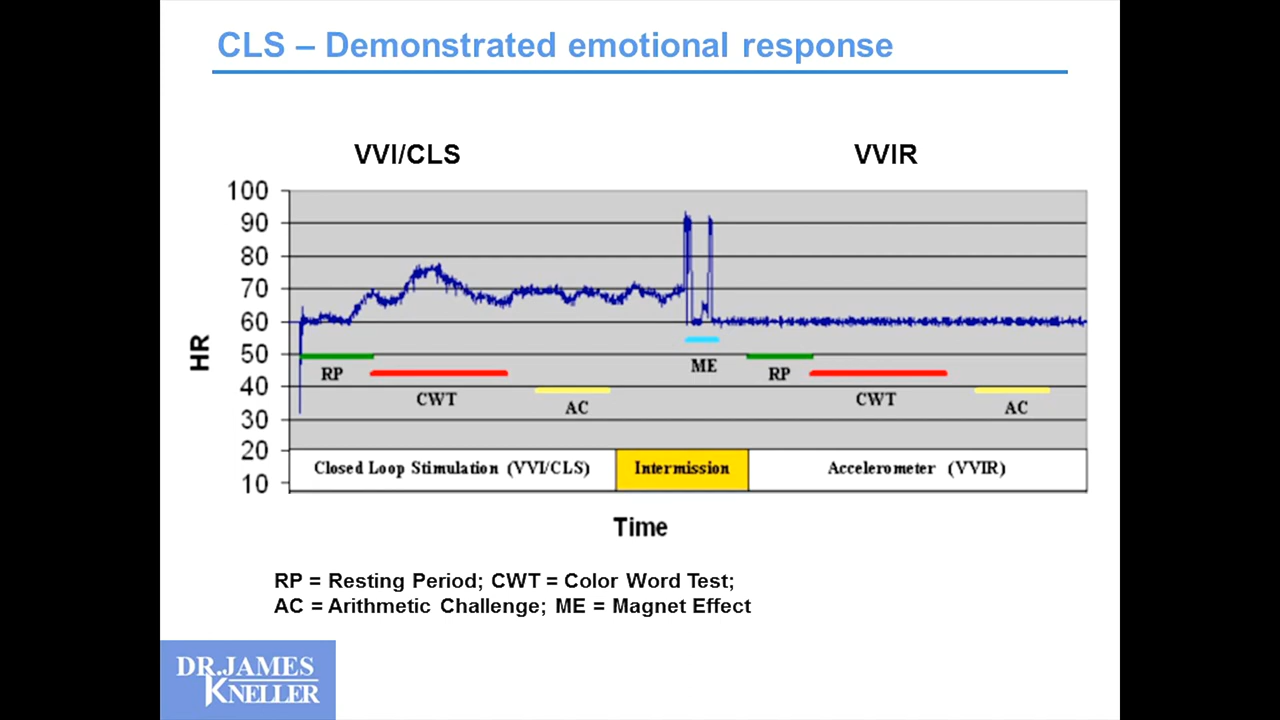 CLS – Demonstrated emotional response
VVI/CLS
VVIR
100
90
80
70
60
50
40
30
20
10
HR
RP
CWT
AC
ME
RP
CWT
AC
Closed Loop Stimulation (VVI/CLS)
Intermission
Accelerometer (VVIR)
Time
RP = Resting Period; CWT = Color Word Test;
AC = Arithmetic Challenge; ME = Magnet Effect
DR.JAMES
KNELLER